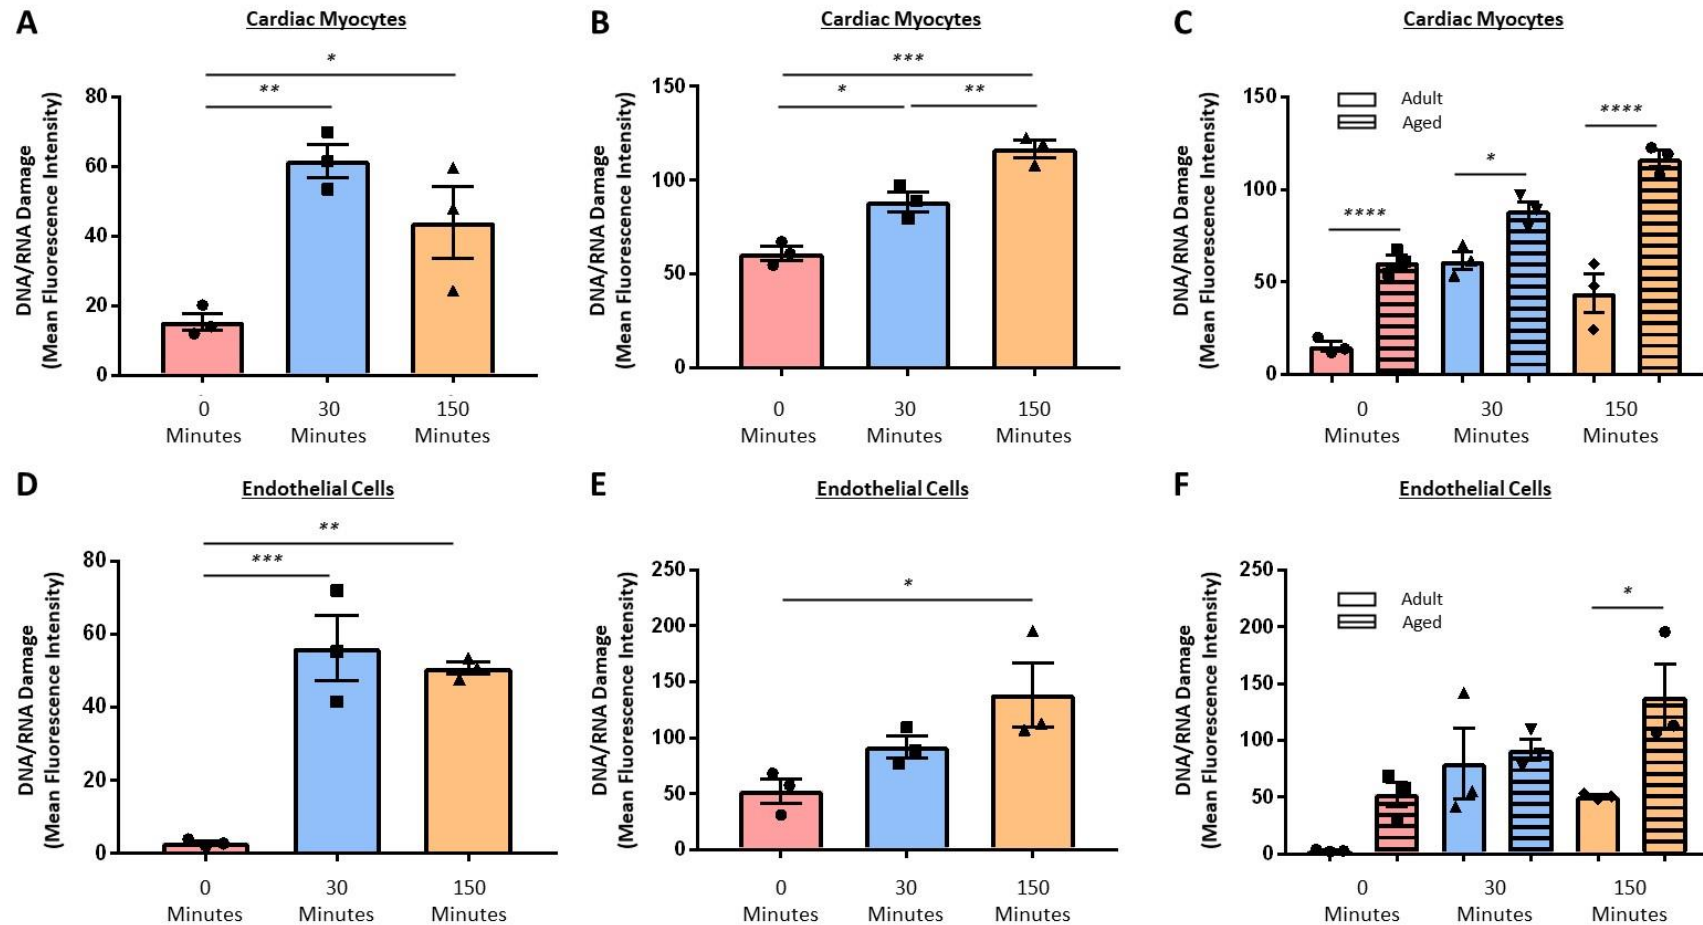 A
Cardiac Myocytes
*
**
DNA/RNA Damage
(Mean Fluorescence Intensity)
80
60
40
20
0
0 30 150
Minutes Minutes Minutes
B
Cardiac Myocytes
***
* **
DNA/RNA Damage
(Mean Fluorescence Intensity)
150
100
50
0
0 30 150
Minutes Minutes Minutes
C
Cardiac Myocytes
Adult
Aged
****
*
****
DNA/RNA Damage
(Mean Fluorescence Intensity)
150
100
50
0
0 30 150
Minutes Minutes Minutes
D
Endothelial Cells
**
***
DNA/RNA Damage
(Mean Fluorescence Intensity)
80
60
40
20
0
0 30 150
Minutes Minutes Minutes
E
Endothelial Cells
*
DNA/RNA Damage
(Mean Fluorescence Intensity)
250
200
150
100
50
0
0 30 150
Minutes Minutes Minutes
F
Endothelial Cells
Adult
Aged
*
DNA/RNA Damage
(Mean Fluorescence Intensity)
250
200
150
100
50
0
0 30 150
Minutes Minutes Minutes